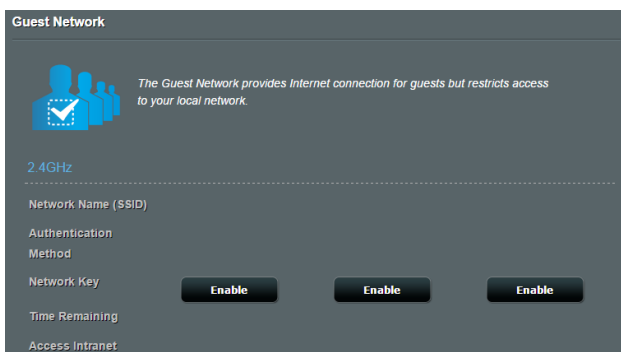 Guest Network
The Guest Network provides Internet connection for guests but restricts access
to your local network.
2.4GHz
Network Name (SSID)
Authentication
Method
Network Key
Enable Enable Enable
Time Remaining
Access Intranet